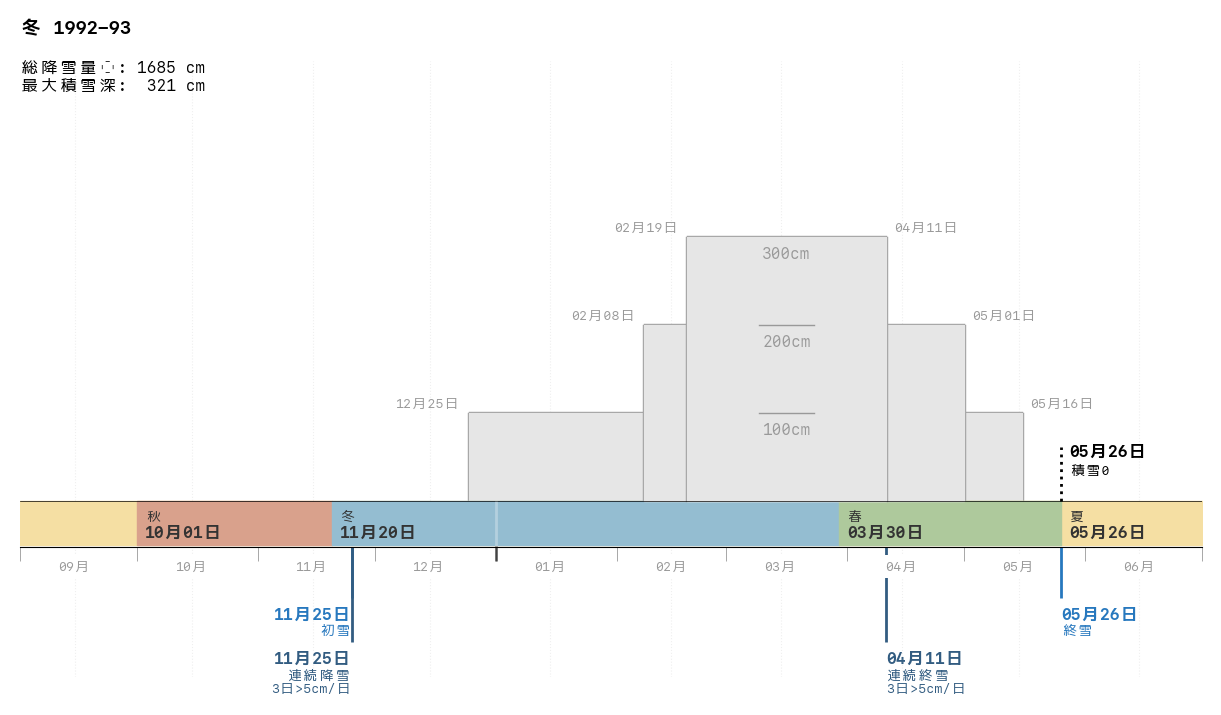 冬 1992–93
総降雪量: 1685 cm
最大積雪深: 321 cm
02月19日
04月11日
300cm
02月08日
05月01日
200cm
12月25日
05月16日
100cm
05月26日
積雪0
秋
10月01日
冬
11月20日
春
03月30日
夏
05月26日
09月
10月
11月
12月
01月
02月
03月
04月
05月
06月
11月25日
初雪
05月26日
終雪
11月25日
連続降雪
3日>5cm/日
04月11日
連続終雪
3日>5cm/日